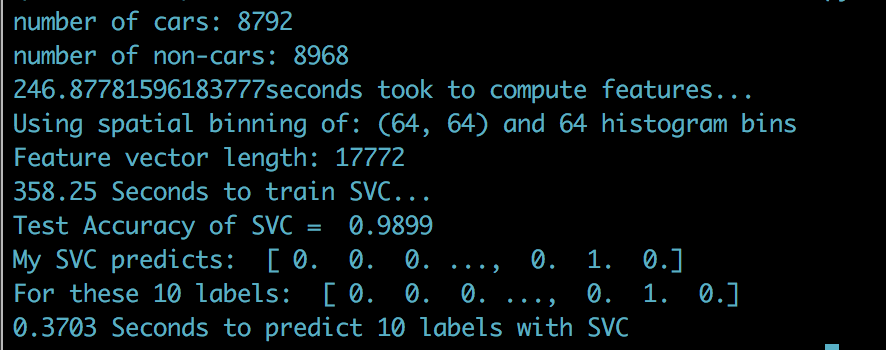 number of cars: 8792
number of non-cars: 8968
246.87781596183777seconds took to compute features...
Using spatial binning of: (64, 64) and 64 histogram bins
Feature vector length: 17772
358.25 Seconds to train SVC...
Test Accuracy of SVC =  0.9899
My SVC predicts:  [ 0.  0.  0. ...,  0.  1.  0.]
For these 10 labels:  [ 0.  0.  0. ...,  0.  1.  0.]
0.3703 Seconds to predict 10 labels with SVC